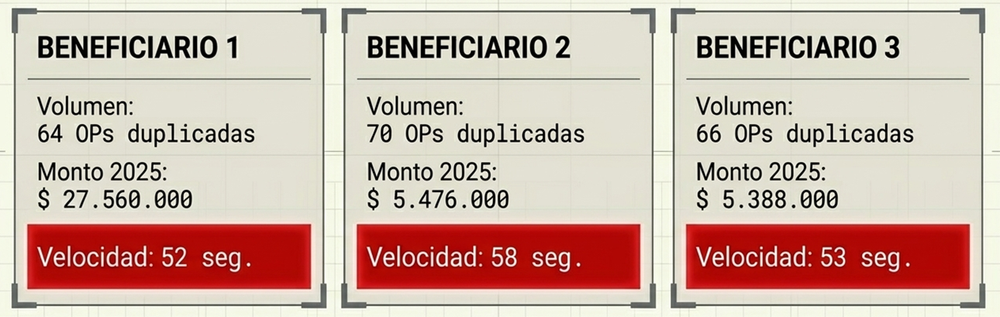 BENEFICIARIO 1
Volumen:
64 OPs duplicadas
Monto 2025:
$ 27.560.000
Velocidad: 52 seg.
BENEFICIARIO 2
Volumen:
70 OPs duplicadas
Monto 2025:
$ 5.476.000
Velocidad: 58 seg.
BENEFICIARIO 3
Volumen:
66 OPs duplicadas
Monto 2025:
$ 5.388.000
Velocidad: 53 seg.